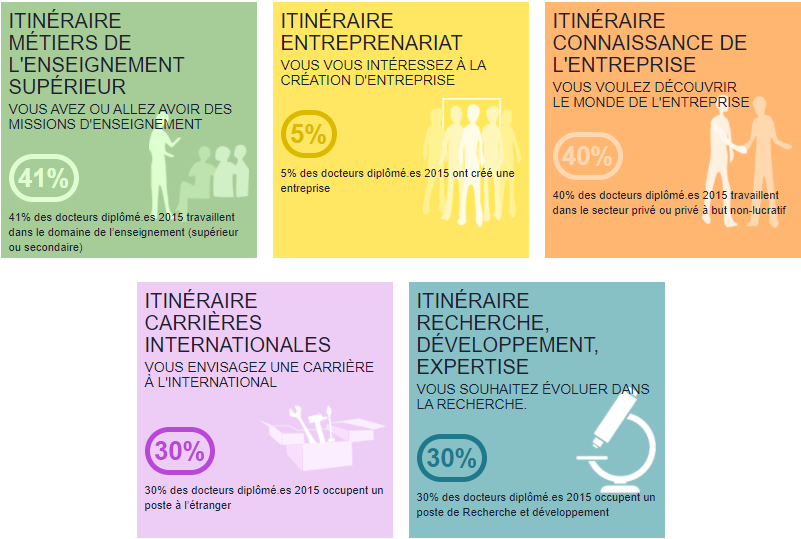 ITINÉRAIRE
MÉTIERS DE
L'ENSEIGNEMENT
SUPÉRIEUR
VOUS AVEZ OU ALLEZ AVOIR DES
MISSIONS D'ENSEIGNEMENT
41%
41% des docteurs diplômé.es 2015 travaillent
dans le domaine de l’enseignement (supérieur
ou secondaire)
ITINÉRAIRE
ENTREPRENARIAT
VOUS VOUS INTÉRESSEZ À LA
CRÉATION D'ENTREPRISE
5%
5% des docteurs diplômé.es 2015 ont créé une
entreprise
ITINÉRAIRE
CONNAISSANCE DE
L'ENTREPRISE
VOUS VOULEZ DÉCOUVRIR
LE MONDE DE L'ENTREPRISE
40%
40% des docteurs diplômé.es 2015 travaillent
dans le secteur privé ou privé à but non-lucratif
ITINÉRAIRE
CARRIÈRES
INTERNATIONALES
VOUS ENVISAGEZ UNE CARRIÈRE
À L'INTERNATIONAL
30%
30% des docteurs diplômé.es 2015 occupent un
poste à l’étranger
ITINÉRAIRE
RECHERCHE,
DÉVELOPPEMENT,
EXPERTISE
VOUS SOUHAITEZ ÉVOLUER DANS
LA RECHERCHE.
30%
30% des docteurs diplômé.es 2015 occupent un
poste de Recherche et développement